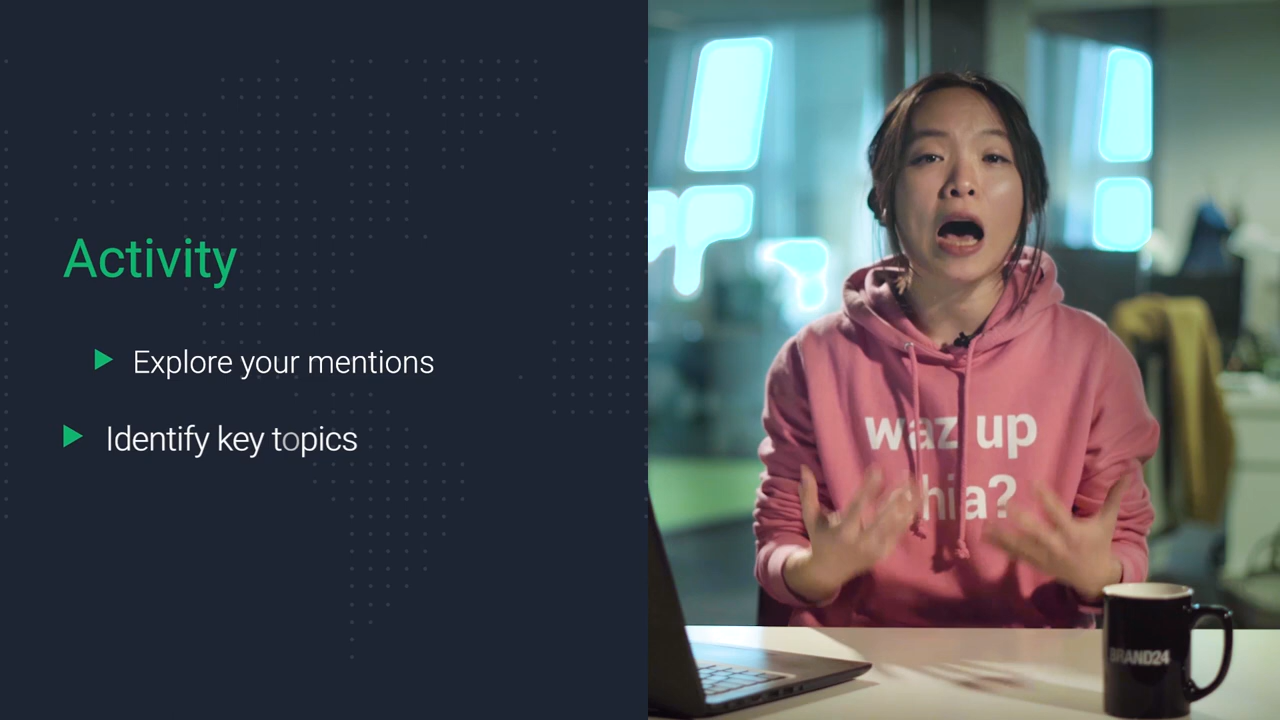 Activity
Explore your mentions
Identify key topics
waz up
BRAND24